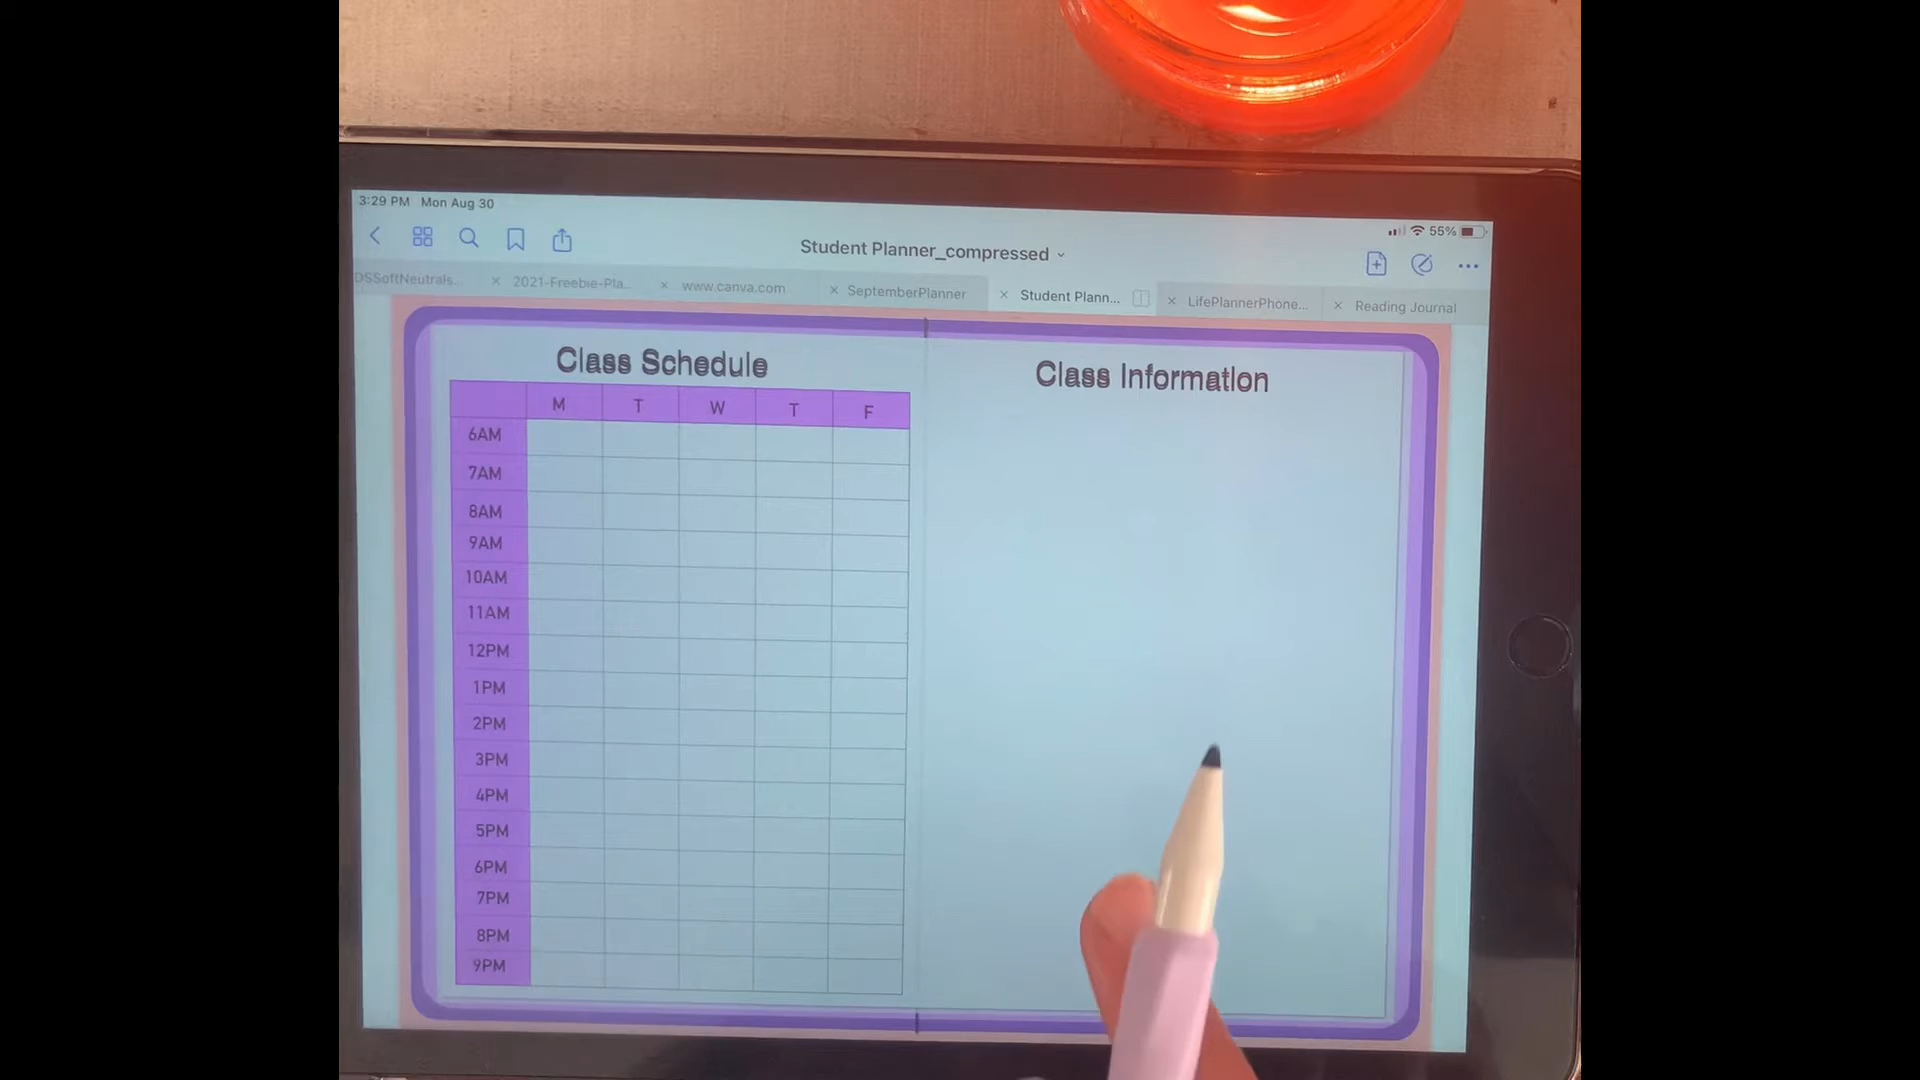 3:29 PM Mon Aug 30
55%
Student Planner_compressed
DSSoftNeutrals...
2021-Freebie-Pla...
www.canva.com
SeptemberPlanner
Student Plann...
LifePlannerPhone...
Reading Journal
Class Schedule
M T W T F
6AM
7AM
8AM
9AM
10AM
11AM
12PM
1PM
2PM
3PM
4PM
5PM
6PM
7PM
8PM
9PM
Class Information